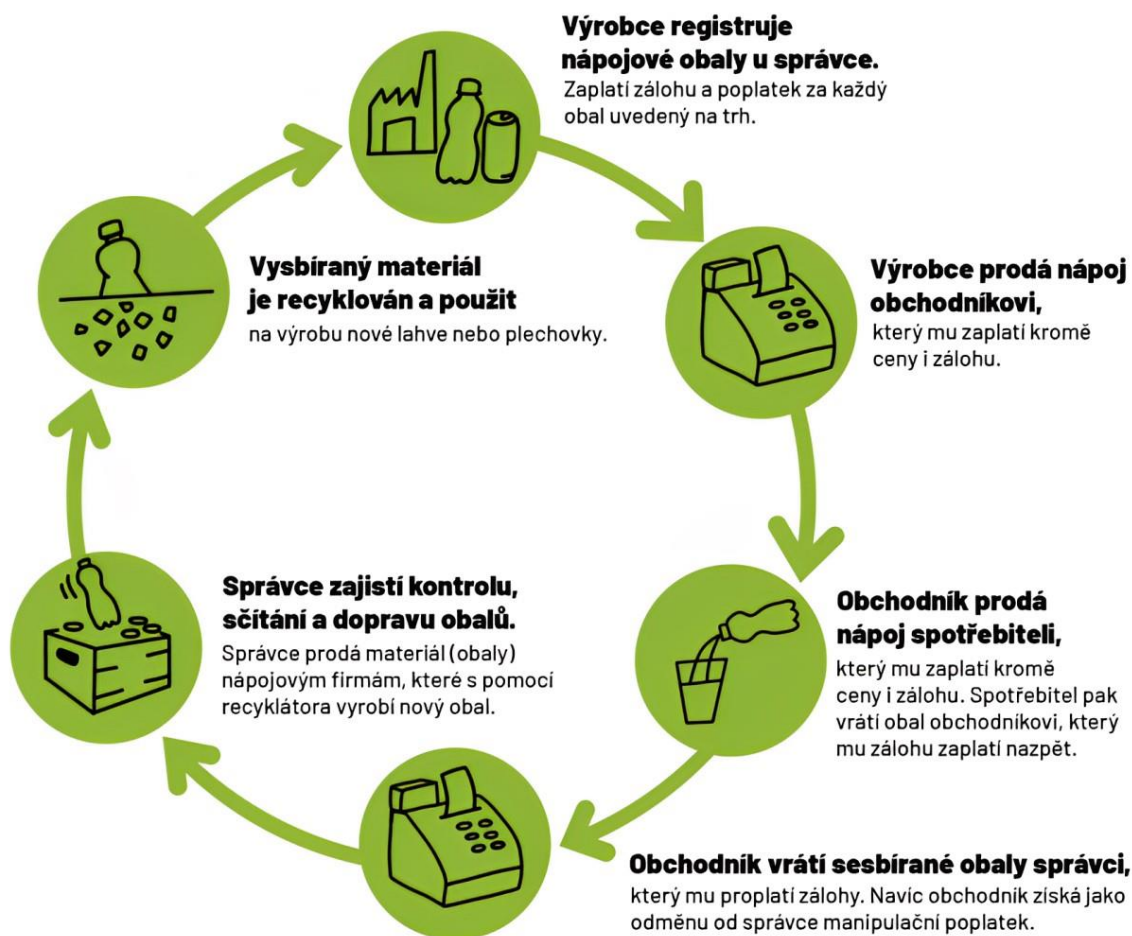 Výrobce registruje
nápojové obaly u správce.
Zaplatí zálohu a poplatek za každý
obal uvedený na trh.
Výrobce prodá nápoj
obchodníkovi,
který mu zaplatí kromě
ceny i zálohu.
Obchodník prodá
nápoj spotřebiteli,
který mu zaplatí kromě
ceny i zálohu. Spotřebitel pak
vrátí obal obchodníkovi, který
mu zálohu zaplatí nazpět.
Obchodník vrátí sesbírané obaly správci,
který mu proplatí zálohy. Navíc obchodník získá jako
odměnu od správce manipulační poplatek.
Správce zajistí kontrolu,
sčítání a dopravu obalů.
Správce prodá materiál (obaly)
nápojovým firmám, které s pomocí
recyklátora vyrobí nový obal.
Vysbíraný materiál
je recyklován a použit
na výrobu nové lahve nebo plechovky.